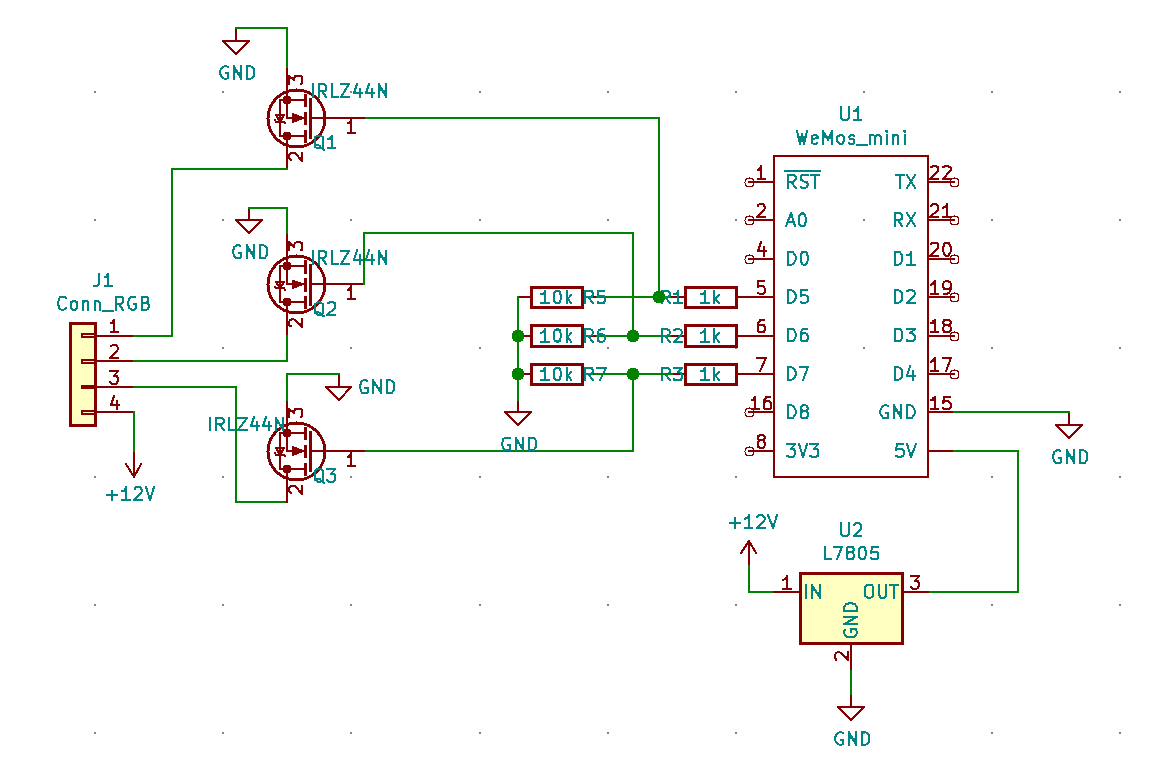 GND
3
IRLZ44N
1
Q1
2
GND
3
IRLZ44N
1
Q2
2
J1
Conn_RGB
1
2
3
4
+12V
GND
3
IRLZ44N
1
Q3
2
10k R5
10k R6
10k R7
GND
R1 1k
R2 1k
R3 1k
U1
WeMos_mini
1 RST TX 22
2 A0 RX 21
4 D0 D1 20
5 D5 D2 19
6 D6 D3 18
7 D7 D4 17
16 D8 GND 15
8 3V3 5V
GND
+12V
U2
L7805
1 IN OUT 3
GND
2
GND